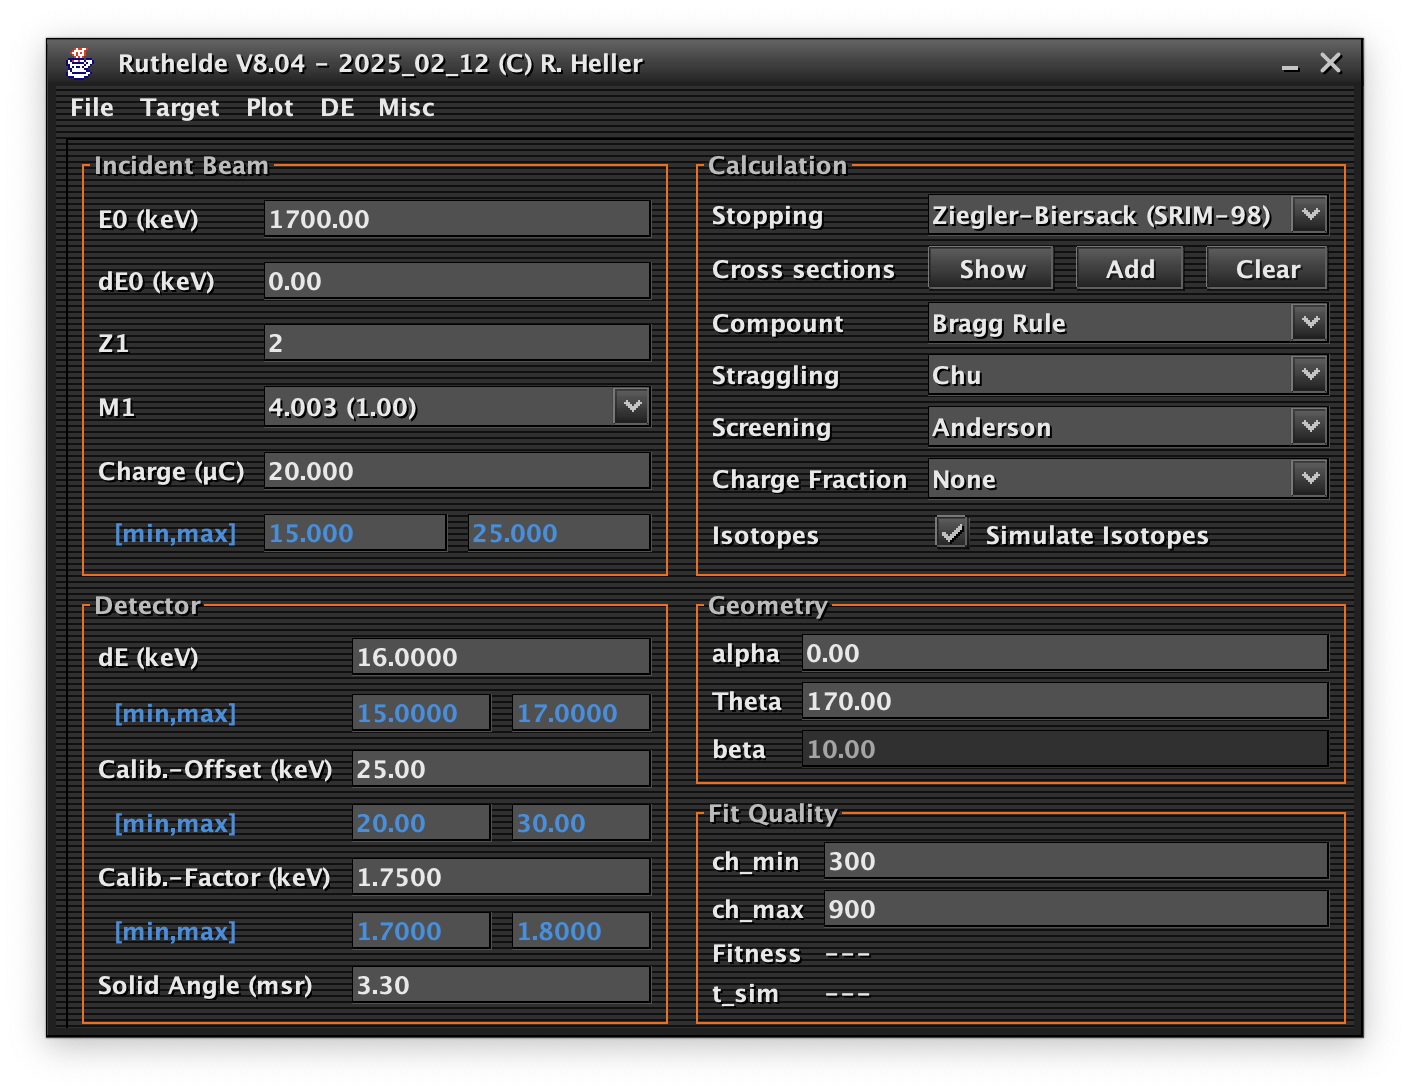 Ruthelde V8.04 - 2025_02_12 (C) R. Heller
File Target Plot DE Misc
Incident Beam
E0 (keV) 1700.00
dE0 (keV) 0.00
Z1 2
M1 4.003 (1.00)
Charge (µC) 20.000
[min,max] 15.000 25.000
Calculation
Stopping Ziegler-Biersack (SRIM-98)
Cross sections Show Add Clear
Compount Bragg Rule
Straggling Chu
Screening Anderson
Charge Fraction None
Isotopes Simulate Isotopes
Detector
dE (keV) 16.0000
[min,max] 15.0000 17.0000
Calib.-Offset (keV) 25.00
[min,max] 20.00 30.00
Calib.-Factor (keV) 1.7500
[min,max] 1.7000 1.8000
Solid Angle (msr) 3.30
Geometry
alpha 0.00
Theta 170.00
beta 10.00
Fit Quality
ch_min 300
ch_max 900
Fitness ---
t_sim ---